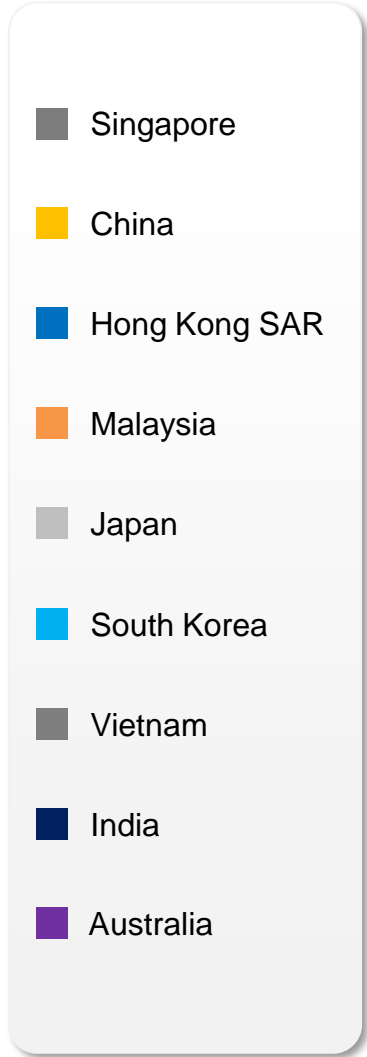 Singapore
China
Hong Kong SAR
Malaysia
Japan
South Korea
Vietnam
India
Australia